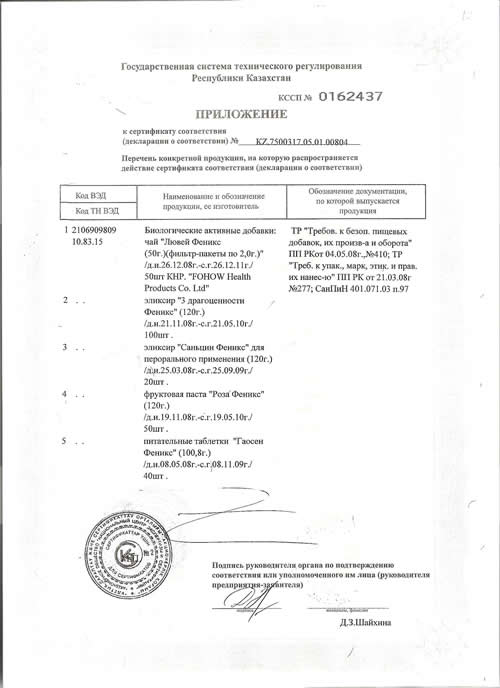 Государственная система технического регулирования
Республики Казахстан
КССП № 0162437
ПРИЛОЖЕНИЕ
к сертификату соответствия
(декларации о соответствии) № KZ.7500317.05.01.00804
Перечень конкретной продукции, на которую распространяется
действие сертификата соответствия (декларации о соответствии)
Код ВЭД
Код ТН ВЭД
Наименование и обозначение
продукции, ее изготовитель
Обозначение документации,
по которой выпускается
продукция
1 2106909809
10.83.15
Биологические активные добавки:
чай "Лювей Феникс
(50г.)(фильтр-пакеты по 2,0г.)"
/д.и.26.12.08г.-с.г.26.12.11г./
50шт КНР. "FOHOW Health
Products Co. Ltd"
ТР "Требов. к безоп. пищевых
добавок, их произв-а и оборота"
ПП РКот 04.05.08г.,№410; ТР
"Треб. к упак., марк, этик. и прав.
их нанес-ю" ПП РК от 21.03.08г
№277; СанПиН 401.071.03 п.97
2 . . эликсир "3 драгоценности
Феникс" (120г.)
/д.и.21.11.08г.-с.г.21.05.10г./
100шт .
3 . . эликсир "Саньцин Феникс" для
перорального применения (120г.)
/д.и.25.03.08г.-с.г.25.09.09г./
20шт .
4 . . фруктовая паста "Роза Феникс"
(120г.)
/д.и.19.11.08г.-с.г.19.05.10г./
50шт .
5 . . питательные таблетки "Гаосен
Феникс" (100,8г.)
/д.и.08.05.08г.-с.г.08.11.09г./
40шт .
№2
ДЛЯ СЕРТИФИКАТОВ
Подпись руководителя органа по подтверждению
соответствия или уполномоченного им лица (руководителя
предприятия-заявителя)
подпись
инициалы, фамилия
Д.З.Шайхина